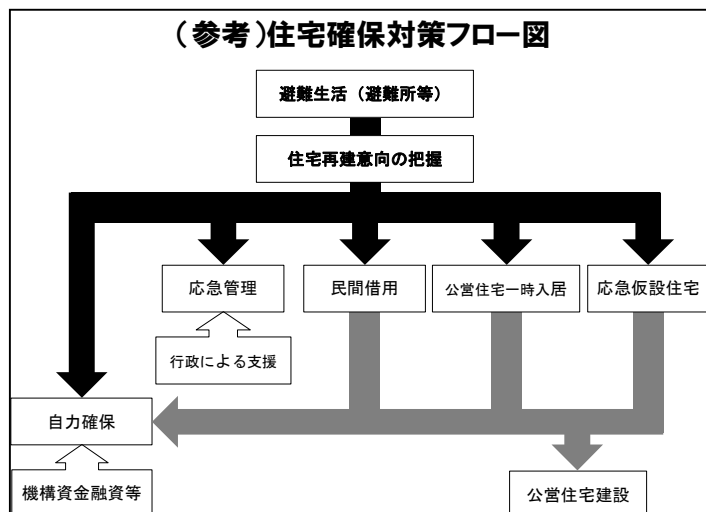 （参考）住宅確保対策フロー図
避難生活（避難所等）
住宅再建意向の把握
応急管理
民間借用
公営住宅一時入居
応急仮設住宅
行政による支援
自力確保
機構資金融資等
公営住宅建設